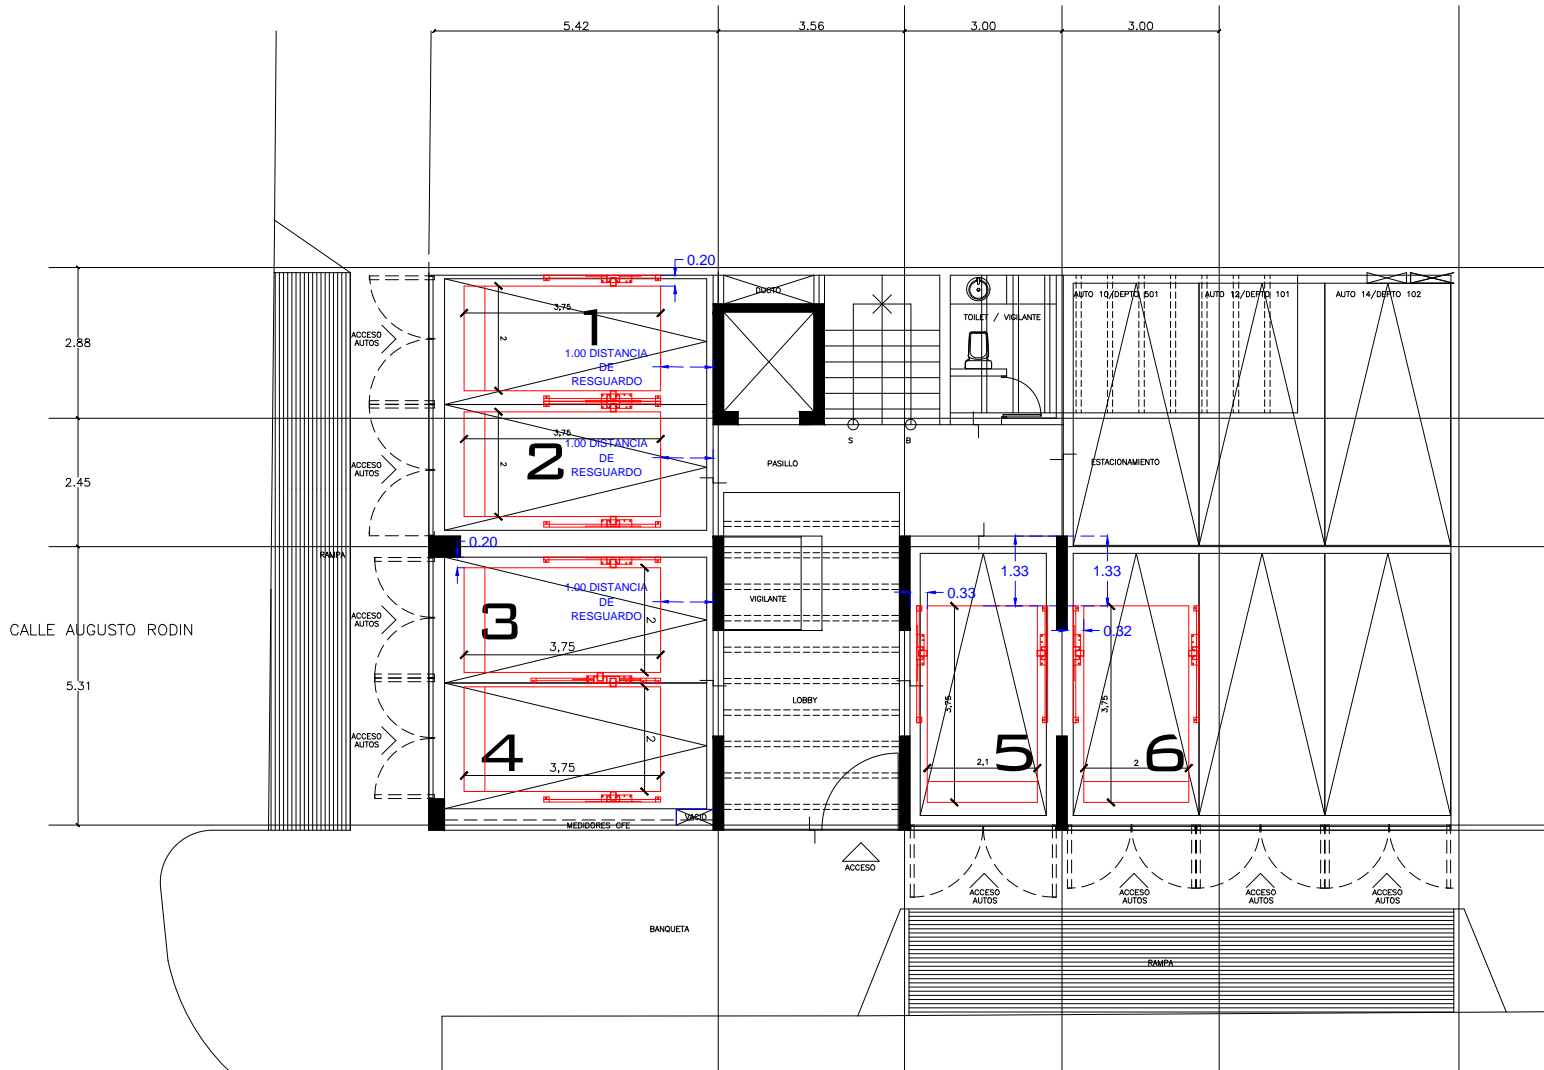 5.42
3.56
3.00
3.00
0.20
DUCTO
AUTO 10/DEPTO 501
AUTO 12/DEPTO 101
AUTO 14/DEPTO 102
3,75
1
TOILET / VIGILANTE
ACCESO
AUTOS
2.88
2
1.00 DISTANCIA
DE
RESGUARDO
3,75
1.00 DISTANCIA
DE
RESGUARDO
2
2
S
B
PASILLO
ESTACIONAMIENTO
ACCESO
AUTOS
2.45
0.20
RAMPA
1.33
1.33
1.00 DISTANCIA
DE
RESGUARDO
VIGILANTE
0.33
3
2
ACCESO
AUTOS
0.32
CALLE AUGUSTO RODIN
3,75
5.31
LOBBY
3,75
3,75
ACCESO
AUTOS
2
4
3,75
5
6
2,1
2
VACIO
MEDIDORES CFE
ACCESO
ACCESO
AUTOS
ACCESO
AUTOS
ACCESO
AUTOS
ACCESO
AUTOS
BANQUETA
RAMPA